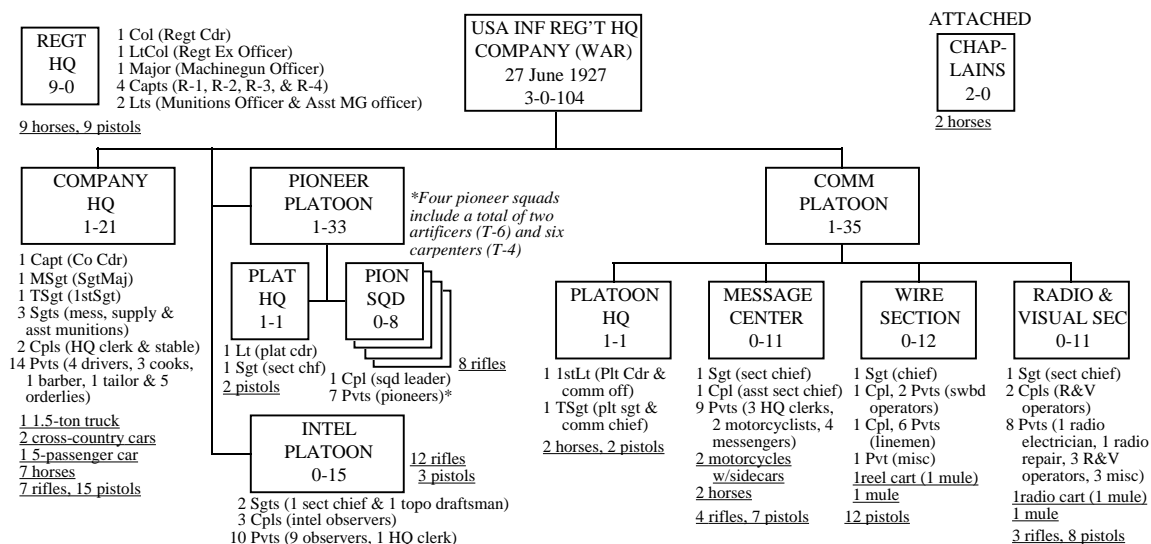 REGT
HQ
9-0
1 Col (Regt Cdr)
1 LtCol (Regt Ex Officer)
1 Major (Machinegun Officer)
4 Capts (R-1, R-2, R-3, & R-4)
2 Lts (Munitions Officer & Asst MG officer)
9 horses, 9 pistols
USA INF REG'T HQ
COMPANY (WAR)
27 June 1927
3-0-104
ATTACHED
CHAP-
LAINS
2-0
2 horses
COMPANY
HQ
1-21
1 Capt (Co Cdr)
1 MSgt (SgtMaj)
1 TSgt (1stSgt)
3 Sgts (mess, supply &
asst munitions)
2 Cpls (HQ clerk & stable)
14 Pvts (4 drivers, 3 cooks,
1 barber, 1 tailor & 5
orderlies)
1 1.5-ton truck
2 cross-country cars
1 5-passenger car
7 horses
7 rifles, 15 pistols
PIONEER
PLATOON
1-33
*Four pioneer squads
include a total of two
artificers (T-6) and six
carpenters (T-4)
PLAT
HQ
1-1
1 Lt (plat cdr)
1 Sgt (sect chf)
2 pistols
PION
SQD
0-8
8 rifles
1 Cpl (sqd leader)
7 Pvts (pioneers)*
INTEL
PLATOON
0-15
12 rifles
3 pistols
2 Sgts (1 sect chief & 1 topo draftsman)
3 Cpls (intel observers)
10 Pvts (9 observers, 1 HQ clerk)
COMM
PLATOON
1-35
PLATOON
HQ
1-1
1 1stLt (Plt Cdr &
comm off)
1 TSgt (plt sgt &
comm chief)
2 horses, 2 pistols
MESSAGE
CENTER
0-11
1 Sgt (sect chief)
1 Cpl (asst sect chief)
9 Pvts (3 HQ clerks,
2 motorcyclists, 4
messengers)
2 motorcycles
w/sidecars
2 horses
4 rifles, 7 pistols
WIRE
SECTION
0-12
1 Sgt (chief)
1 Cpl, 2 Pvts (swbd
operators)
1 Cpl, 6 Pvts
(linemen)
1 Pvt (misc)
1reel cart (1 mule)
1 mule
12 pistols
RADIO &
VISUAL SEC
0-11
1 Sgt (sect chief)
2 Cpls (R&V
operators)
8 Pvts (1 radio
electrician, 1 radio
repair, 3 R&V
operators, 3 misc)
1radio cart (1 mule)
1 mule
3 rifles, 8 pistols